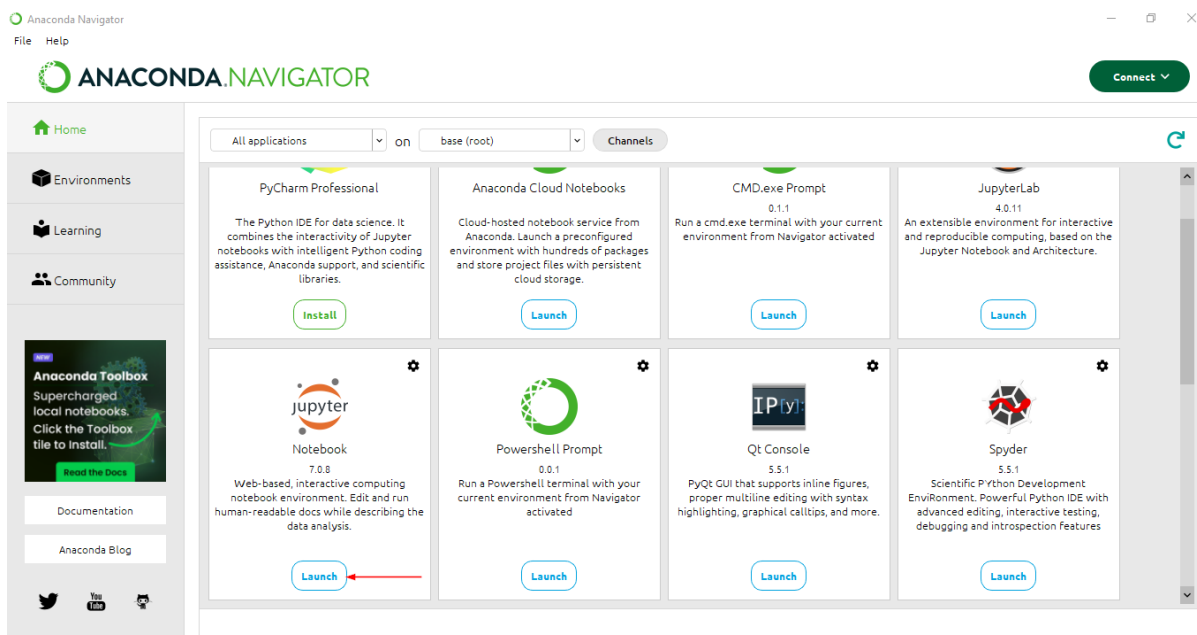 Anaconda Navigator
File Help
ANACONDA.NAVIGATOR
Connect
Home
Environments
Learning
Community
NEW
Anaconda Toolbox
Supercharged
local notebooks.
Click the Toolbox
tile to Install.
Read the Docs
Documentation
Anaconda Blog
You
Tube
All applications on base (root) Channels
PyCharm Professional
The Python IDE for data science. It
combines the interactivity of Jupyter
notebooks with intelligent Python coding
assistance, Anaconda support, and scientific
libraries.
Install
Anaconda Cloud Notebooks
Cloud-hosted notebook service from
Anaconda. Launch a preconfigured
environment with hundreds of packages
and store project files with persistent
cloud storage.
Launch
CMD.exe Prompt
0.1.1
Run a cmd.exe terminal with your current
environment from Navigator activated
Launch
JupyterLab
4.0.11
An extensible environment for interactive
and reproducible computing, based on the
Jupyter Notebook and Architecture.
Launch
jupyter
Notebook
7.0.8
Web-based, interactive computing
notebook environment. Edit and run
human-readable docs while describing the
data analysis.
Launch
Powershell Prompt
0.0.1
Run a Powershell terminal with your
current environment from Navigator
activated
Launch
IP[y]:
Qt Console
5.5.1
PyQt GUI that supports inline figures,
proper multiline editing with syntax
highlighting, graphical calltips, and more.
Launch
Spyder
5.5.1
Scientific PYthon Development
EnviRonment. Powerful Python IDE with
advanced editing, interactive testing,
debugging and introspection features
Launch